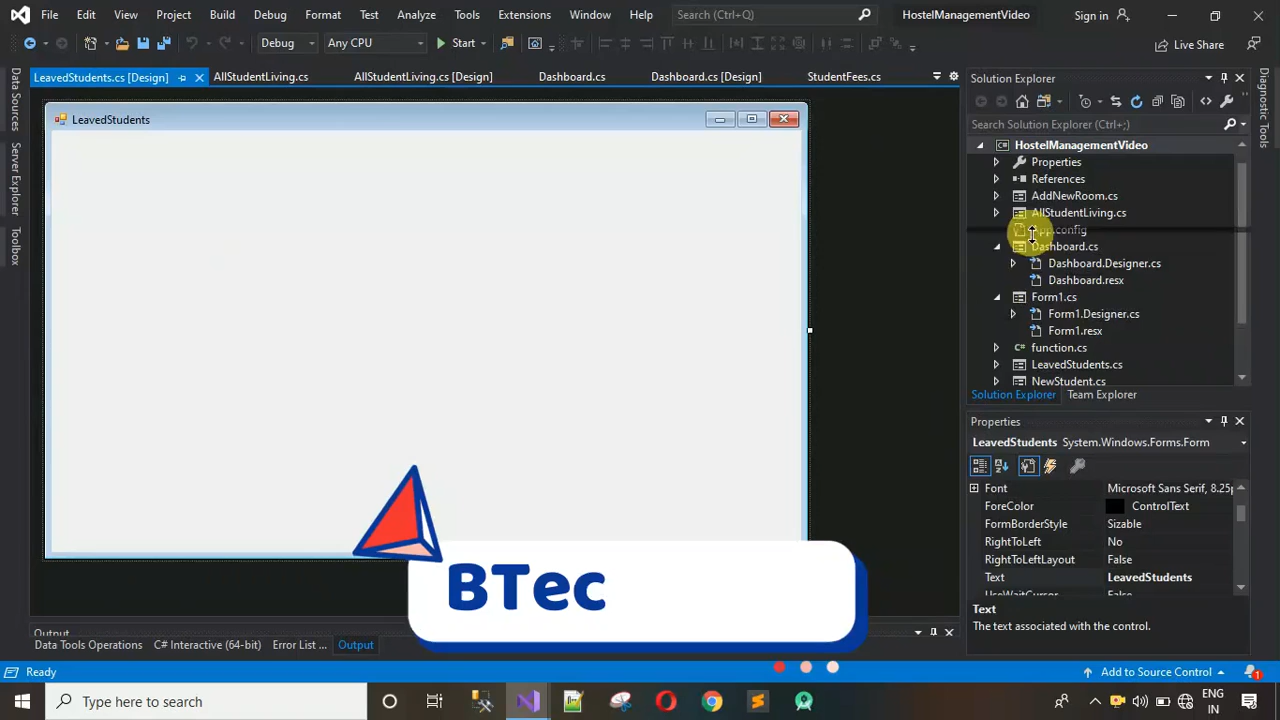 File Edit View Project Build Debug Format Test Analyze Tools Extensions Window Help Search (Ctrl+Q) HostelManagementVideo Sign in
Debug Any CPU Start Live Share
LeavedStudents.cs [Design] AllStudentLiving.cs AllStudentLiving.cs [Design] Dashboard.cs Dashboard.cs [Design] StudentFees.cs
Data Sources
Server Explorer
Toolbox
LeavedStudents
BTec
Solution Explorer
Search Solution Explorer (Ctrl+;)
HostelManagementVideo
Properties
References
AddNewRoom.cs
AllStudentLiving.cs
App.config
Dashboard.cs
Dashboard.Designer.cs
Dashboard.resx
Form1.cs
Form1.Designer.cs
Form1.resx
function.cs
LeavedStudents.cs
NewStudent.cs
Solution Explorer Team Explorer
Diagnostic Tools
Properties
LeavedStudents System.Windows.Forms.Form
Font Microsoft Sans Serif, 8.25p
ForeColor ControlText
FormBorderStyle Sizable
RightToLeft No
RightToLeftLayout False
Text LeavedStudents
UseWaitCursor False
Text
The text associated with the control.
Output
Data Tools Operations C# Interactive (64-bit) Error List ... Output
Ready Add to Source Control 1
Type here to search ENG
IN